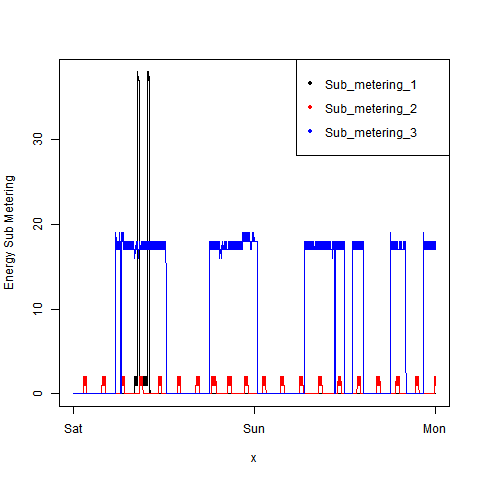 Sub_metering_1
Sub_metering_2
Sub_metering_3
Energy Sub Metering
30
20
10
0
Sat Sun Mon
x